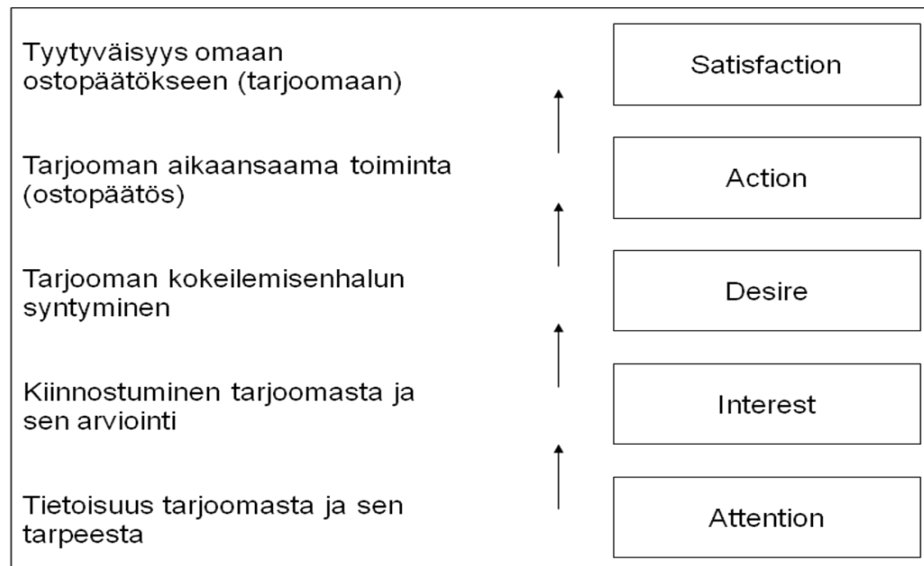 Tyytyväisyys omaan
ostopäätökseen (tarjoomaan)
Satisfaction
Tarjooman aikaansaama toiminta
(ostopäätös)
Action
Tarjooman kokeilemisenhalun
syntyminen
Desire
Kiinnostuminen tarjoomasta ja
sen arviointi
Interest
Tietoisuus tarjoomasta ja sen
tarpeesta
Attention